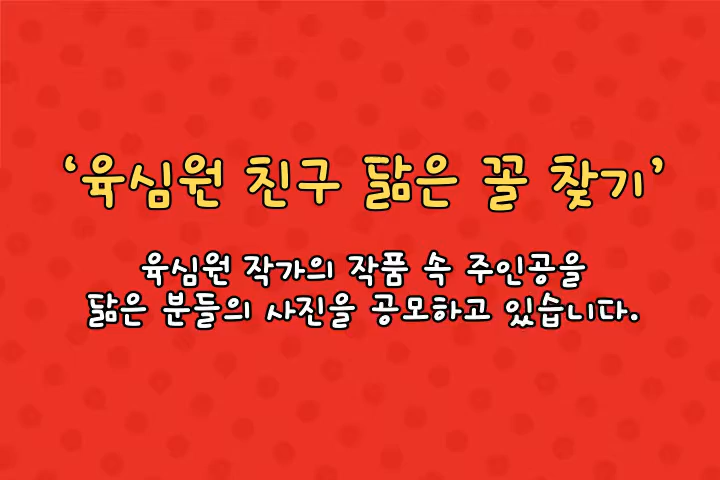 ‘육심원 친구 닮은 꼴 찾기’
육심원 작가의 작품 속 주인공을
닮은 분들의 사진을 공모하고 있습니다.